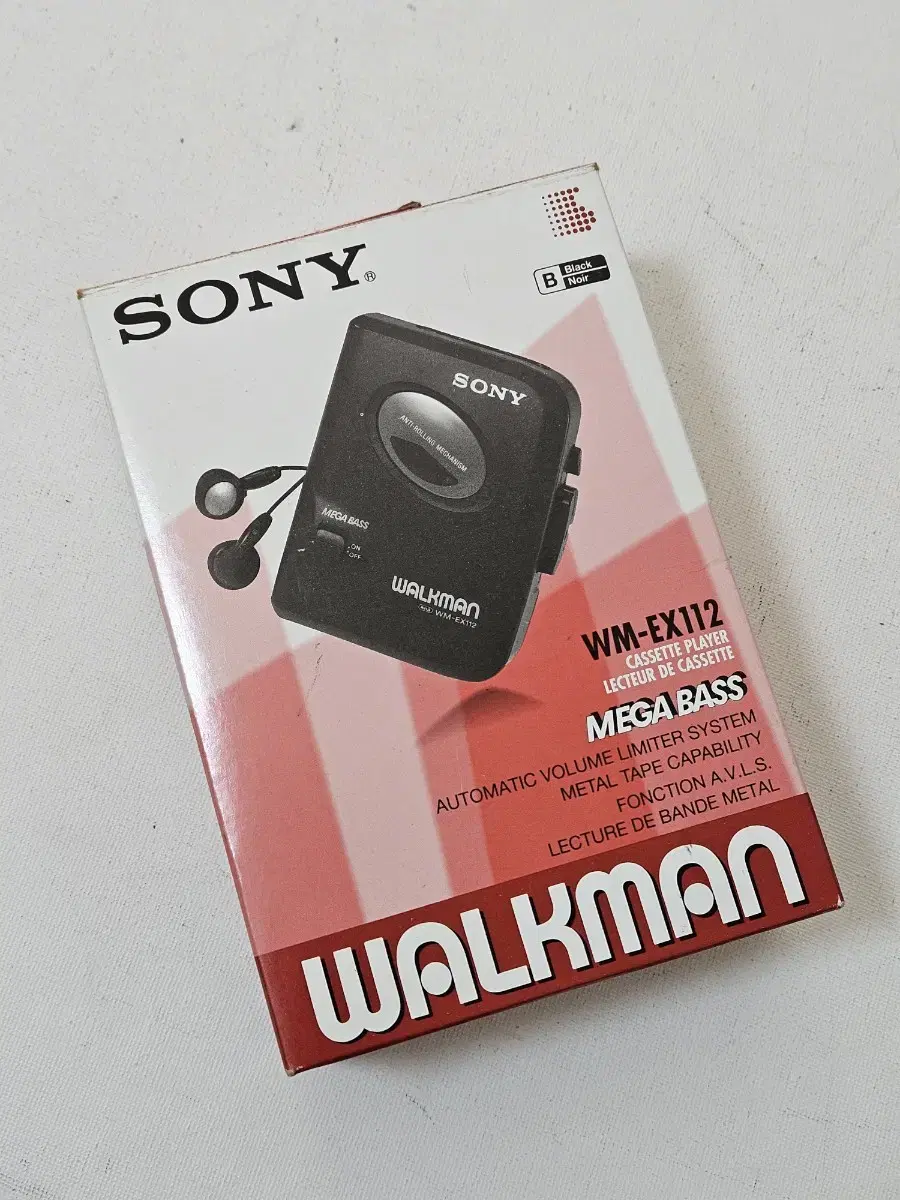 SONY®
B Black
Noir
SONY
ANTI-ROLLING MECHANISM
MEGA BASS
ON
OFF
WALKMAN
WM-EX112
WM-EX112
CASSETTE PLAYER
LECTEUR DE CASSETTE
MEGA BASS
AUTOMATIC VOLUME LIMITER SYSTEM
METAL TAPE CAPABILITY
FONCTION A.V.L.S.
LECTURE DE BANDE METAL
WALKMAN